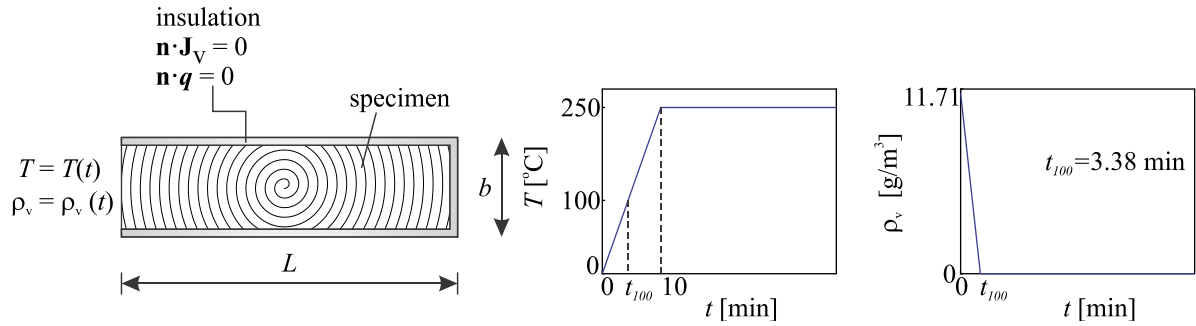 insulation
n·J_V = 0
n·q = 0
specimen
T = T(t)
ρ_v = ρ_v (t)
b
L
T [°C]
250
100
0
0 t_100 10
t [min]
ρ_v [g/m³]
11.71
t_100=3.38 min
0
0 t_100
t [min]